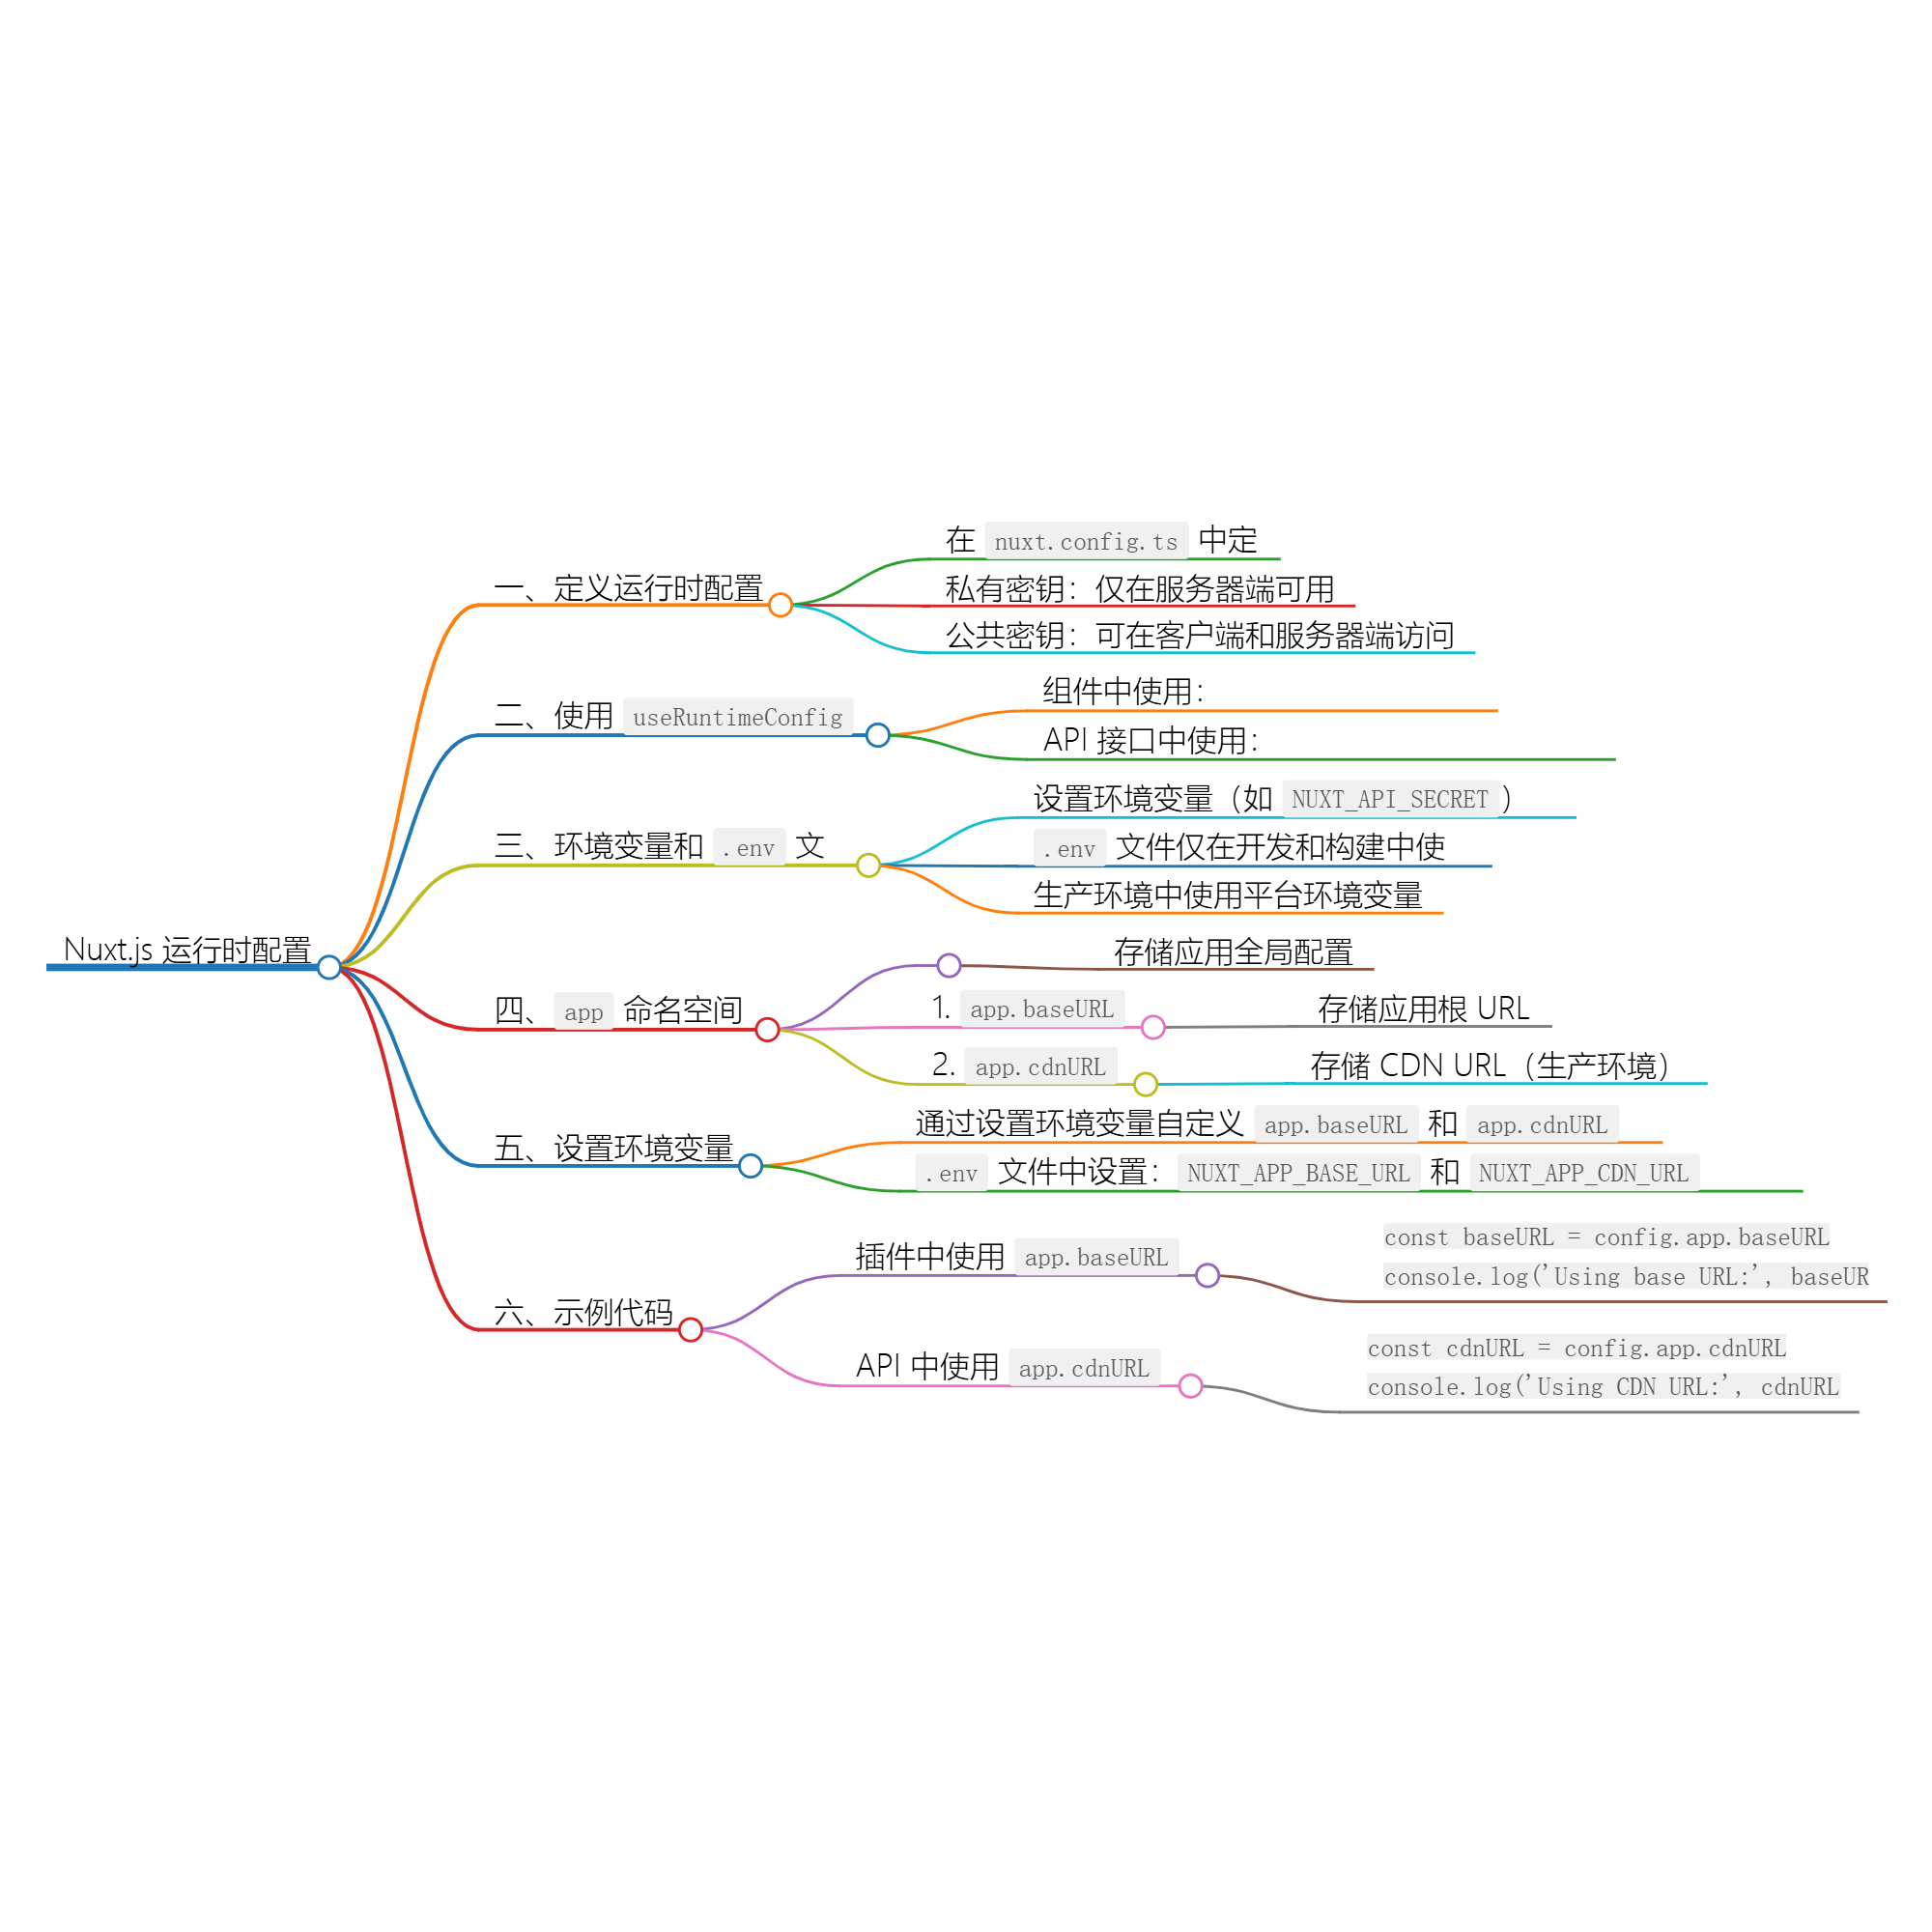 Nuxt.js 运行时配置
一、定义运行时配置
在 nuxt.config.ts 中定
私有密钥：仅在服务器端可用
公共密钥：可在客户端和服务器端访问
二、使用 useRuntimeConfig
组件中使用：
API 接口中使用：
三、环境变量和 .env 文
设置环境变量（如 NUXT_API_SECRET）
.env 文件仅在开发和构建中使
生产环境中使用平台环境变量
四、app 命名空间
存储应用全局配置
1. app.baseURL
存储应用根 URL
2. app.cdnURL
存储 CDN URL（生产环境）
五、设置环境变量
通过设置环境变量自定义 app.baseURL 和 app.cdnURL
.env 文件中设置：NUXT_APP_BASE_URL 和 NUXT_APP_CDN_URL
六、示例代码
插件中使用 app.baseURL
const baseURL = config.app.baseURL
console.log('Using base URL:', baseUR
API 中使用 app.cdnURL
const cdnURL = config.app.cdnURL
console.log('Using CDN URL:', cdnURL